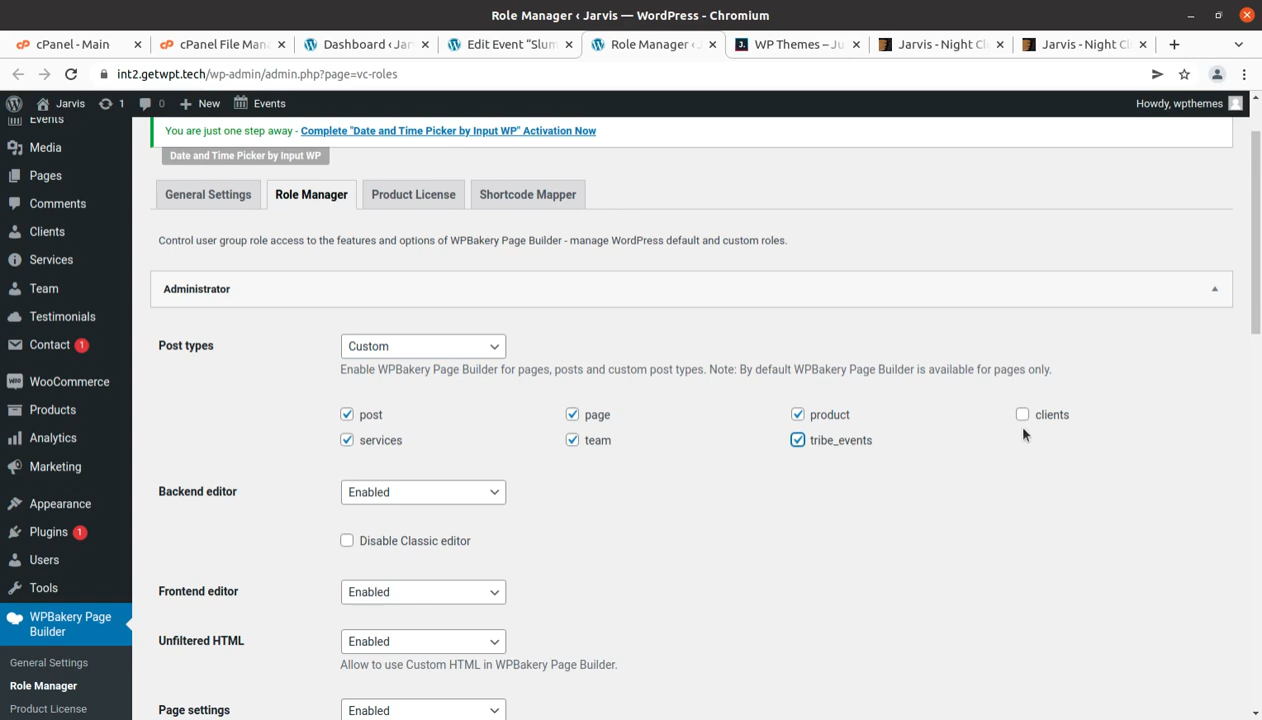 Role Manager ‹ Jarvis — WordPress - Chromium
cPanel - Main
cPanel File Man
Dashboard ‹ Jar
Edit Event “Slum
Role Manager ‹ J
WP Themes – Ju
Jarvis - Night Cl
Jarvis - Night Cl
int2.getwpt.tech/wp-admin/admin.php?page=vc-roles
Jarvis
1
0
New
Events
Howdy, wpthemes
Events
Media
Pages
Comments
Clients
Services
Team
Testimonials
Contact 1
WooCommerce
Products
Analytics
Marketing
Appearance
Plugins 1
Users
Tools
WPBakery Page
Builder
General Settings
Role Manager
Product License
You are just one step away - Complete "Date and Time Picker by Input WP" Activation Now
Date and Time Picker by Input WP
General Settings
Role Manager
Product License
Shortcode Mapper
Control user group role access to the features and options of WPBakery Page Builder - manage WordPress default and custom roles.
Administrator
Post types
Custom
Enable WPBakery Page Builder for pages, posts and custom post types. Note: By default WPBakery Page Builder is available for pages only.
post
page
product
clients
services
team
tribe_events
Backend editor
Enabled
Disable Classic editor
Frontend editor
Enabled
Unfiltered HTML
Enabled
Allow to use Custom HTML in WPBakery Page Builder.
Page settings
Enabled